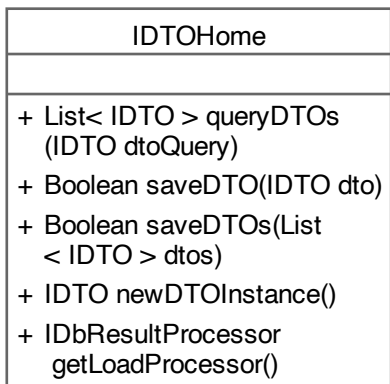 IDTOHome
+ List< IDTO > queryDTOs
(IDTO dtoQuery)
+ Boolean saveDTO(IDTO dto)
+ Boolean saveDTOs(List
< IDTO > dtos)
+ IDTO newDTOInstance()
+ IDbResultProcessor
getLoadProcessor()